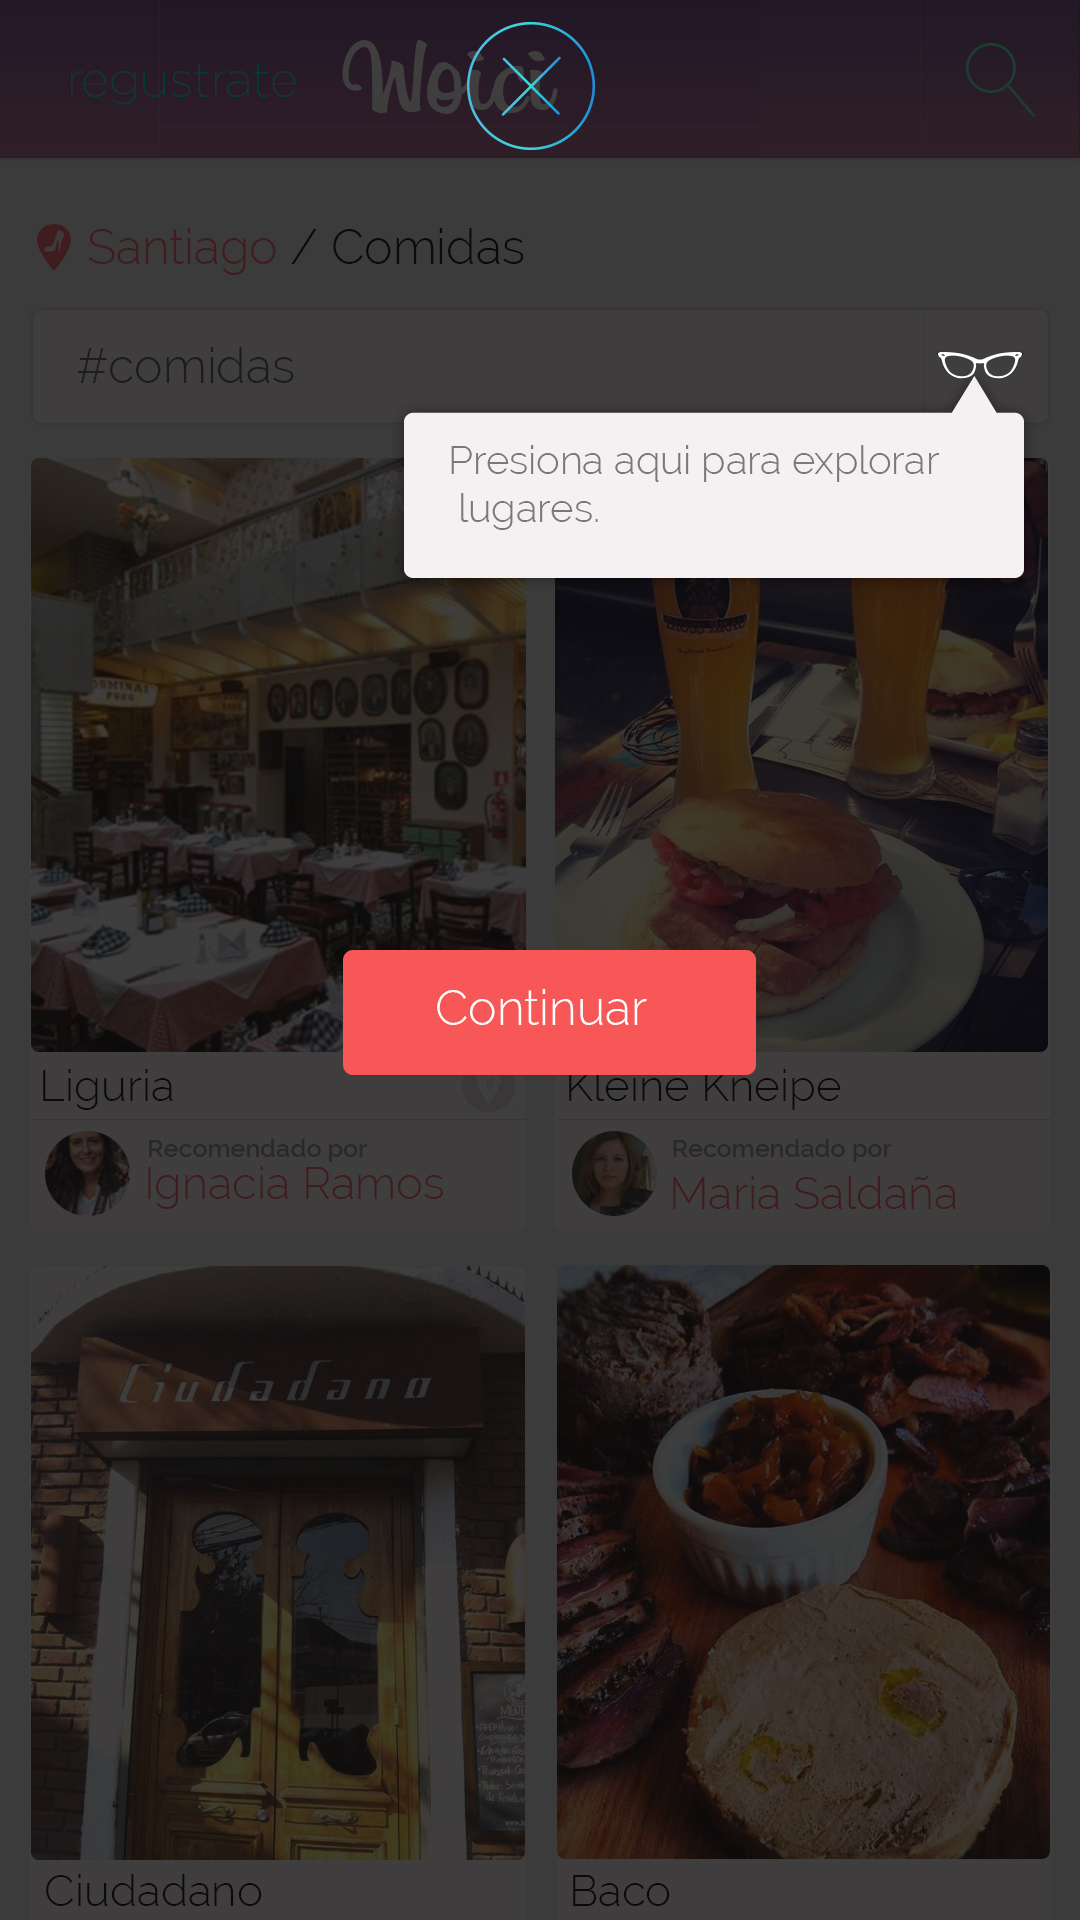 regustrate
Woici
Santiago / Comidas
#comidas
Presiona aqui para explorar
lugares.
Continuar
Liguria
Kleine Kneipe
Recomendado por
Ignacia Ramos
Recomendado por
Maria Saldaña
Ciudadano
Ciudadano
Baco